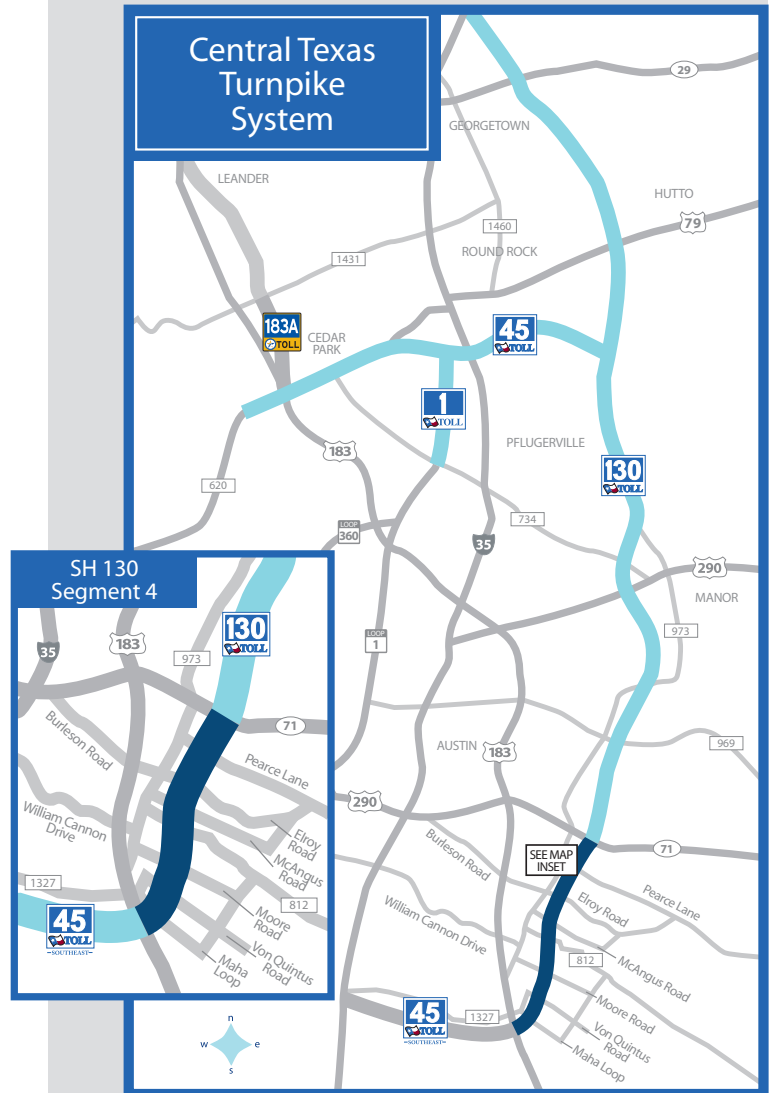 Central Texas
Turnpike
System
29
GEORGETOWN
LEANDER
HUTTO
79
1460
ROUND ROCK
1431
183A
TOLL
CEDAR
PARK
45
TOLL
1
TOLL
PFLUGERVILLE
183
130
TOLL
620
734
LOOP
360
35
290
MANOR
LOOP
1
973
AUSTIN
183
969
290
71
SEE MAP
INSET
Burleson Road
Pearce Lane
Elroy Road
William Cannon Drive
812
McAngus Road
Moore Road
Von Quintus
Road
Maha Loop
1327
45
TOLL
SOUTHEAST
SH 130
Segment 4
130
TOLL
35
183
973
71
Burleson Road
Pearce Lane
William Cannon
Drive
Elroy
Road
McAngus
Road
1327
812
Moore
Road
45
TOLL
SOUTHEAST
Von Quintus
Road
Maha
Loop
n
w
e
s